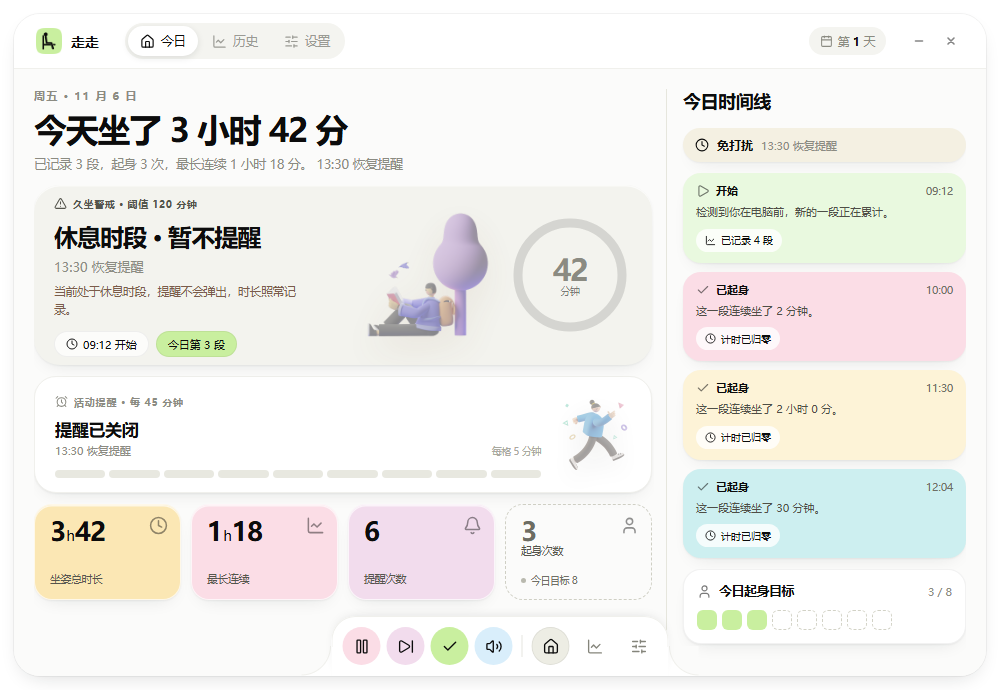 走走
今日
历史
设置
第 1 天
周五 • 11 月 6 日
今天坐了 3 小时 42 分
已记录 3 段，起身 3 次，最长连续 1 小时 18 分。 13:30 恢复提醒
久坐警戒 • 阈值 120 分钟
休息时段 • 暂不提醒
13:30 恢复提醒
当前处于休息时段，提醒不会弹出，时长照常记
录。
09:12 开始
今日第 3 段
42
分钟
活动提醒 • 每 45 分钟
提醒已关闭
13:30 恢复提醒
每格 5 分钟
3h42
坐姿总时长
1h18
最长连续
6
提醒次数
3
起身次数
今日目标 8
今日时间线
免打扰 13:30 恢复提醒
开始 09:12
检测到你在电脑前，新的一段正在累计。
已记录 4 段
已起身 10:00
这一段连续坐了 2 分钟。
计时已归零
已起身 11:30
这一段连续坐了 2 小时 0 分。
计时已归零
已起身 12:04
这一段连续坐了 30 分钟。
计时已归零
今日起身目标 3 / 8